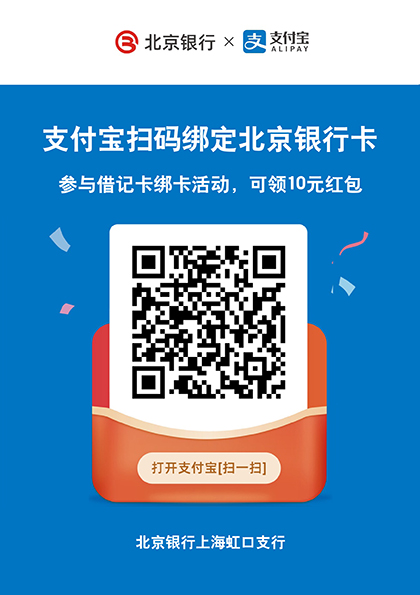 北京银行 × 支付宝
ALIPAY
支付宝扫码绑定北京银行卡
参与借记卡绑卡活动，可领10元红包
打开支付宝[扫一扫]
北京银行上海虹口支行